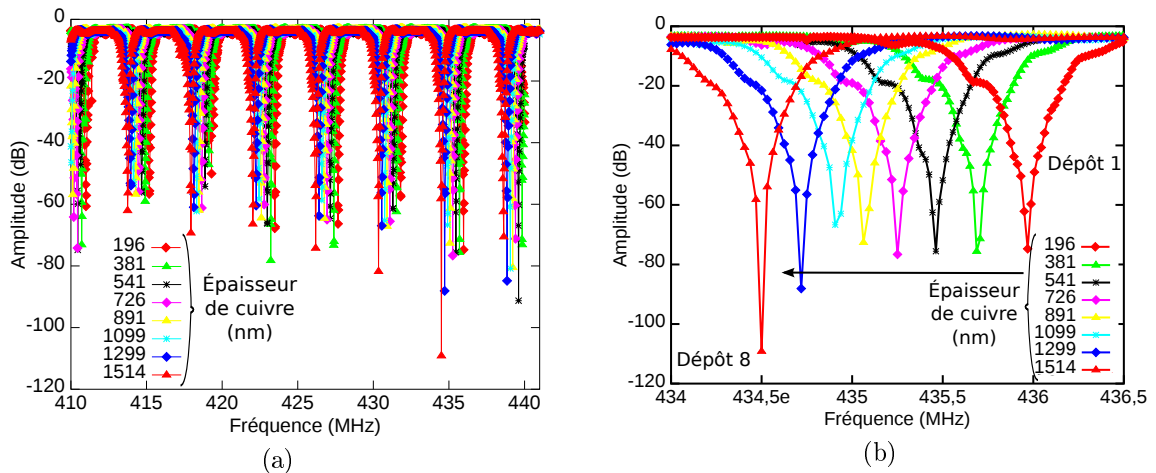 0
-20
-40
-60
-80
-100
-120
Amplitude (dB)
410
415
420
425
430
435
440
Fréquence (MHz)
196
381
541
726
891
1099
1299
1514
Épaisseur
de cuivre
(nm)
(a)
0
-20
-40
-60
-80
-100
-120
Amplitude (dB)
434
434,5e
435
435,5
436
436,5
Fréquence (MHz)
Dépôt 1
Dépôt 8
196
381
541
726
891
1099
1299
1514
Épaisseur
de cuivre
(nm)
(b)